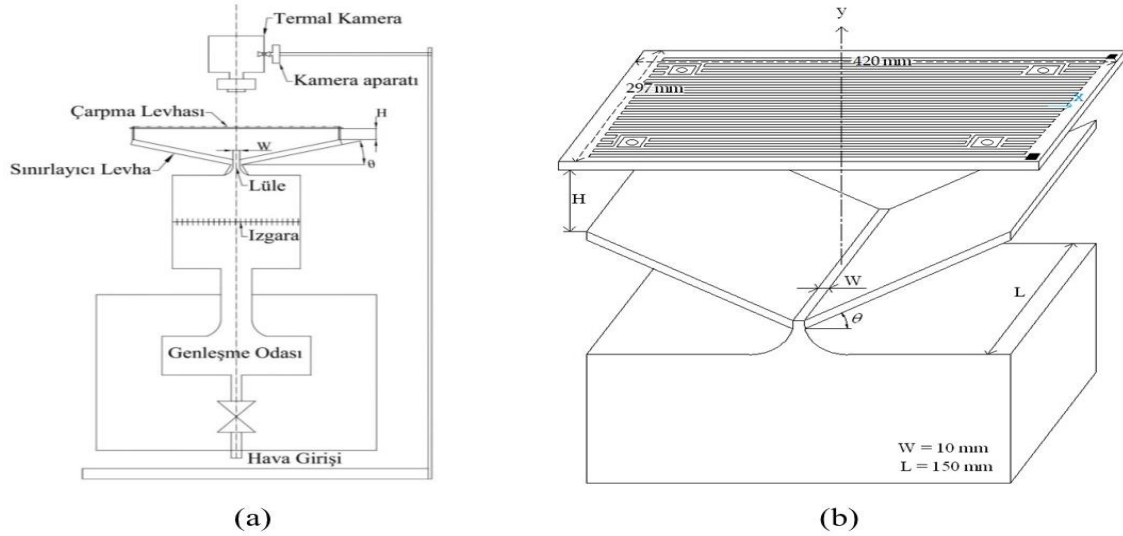 Termal Kamera
Kamera aparatı
Çarpma Levhası
H
W
Sınırlayıcı Levha
θ
Lüle
Izgara
Genleşme Odası
Hava Girişi
(a)
y
420 mm
297 mm
x
H
W
L
θ
W = 10 mm
L = 150 mm
(b)